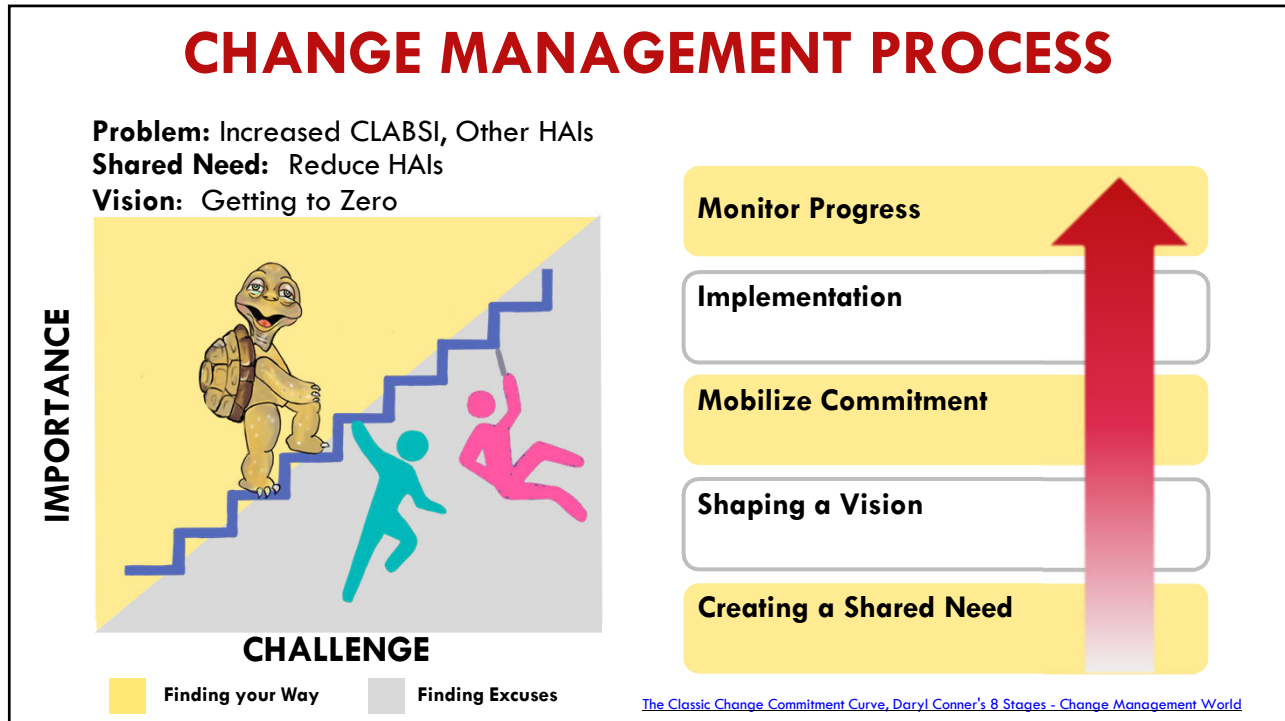 CHANGE MANAGEMENT PROCESS
Problem: Increased CLABSI, Other HAIs
Shared Need: Reduce HAIs
Vision: Getting to Zero
IMPORTANCE
CHALLENGE
Finding your Way
Finding Excuses
Monitor Progress
Implementation
Mobilize Commitment
Shaping a Vision
Creating a Shared Need
The Classic Change Commitment Curve, Daryl Conner's 8 Stages - Change Management World